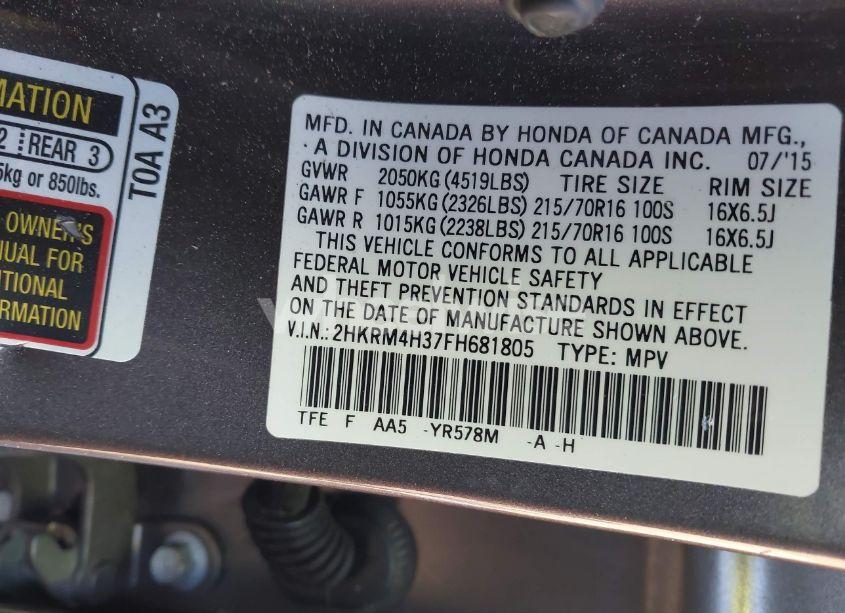 MATION
2 REAR 3
5kg or 850lbs.
OWNER'S
NUAL FOR
ITIONAL
ORMATION
T0A A3
MFD. IN CANADA BY HONDA OF CANADA MFG.,
A DIVISION OF HONDA CANADA INC. 07/'15
GVWR 2050KG (4519LBS) TIRE SIZE RIM SIZE
GAWR F 1055KG (2326LBS) 215/70R16 100S 16X6.5J
GAWR R 1015KG (2238LBS) 215/70R16 100S 16X6.5J
THIS VEHICLE CONFORMS TO ALL APPLICABLE
FEDERAL MOTOR VEHICLE SAFETY
AND THEFT PREVENTION STANDARDS IN EFFECT
ON THE DATE OF MANUFACTURE SHOWN ABOVE.
V.I.N.: 2HKRM4H37FH681805 TYPE: MPV
TFE F AA5 -YR578M -A -H